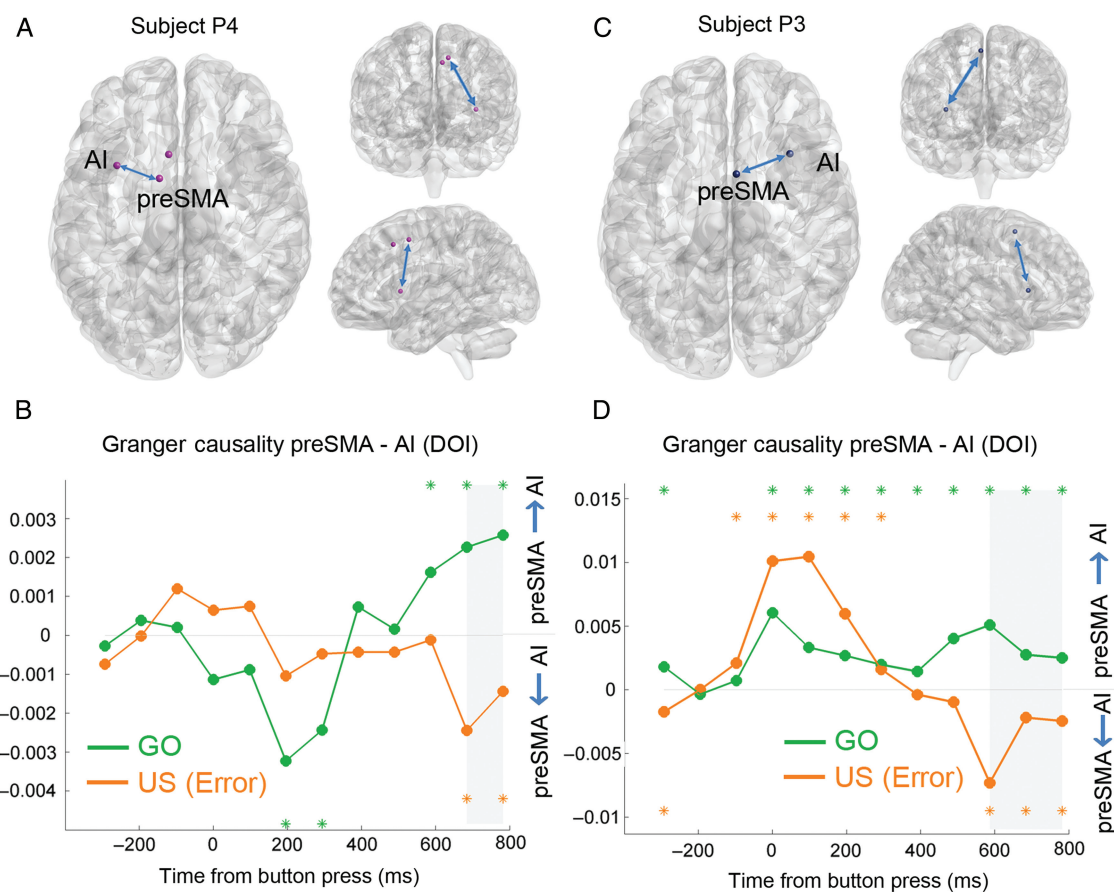 A
Subject P4
AI
preSMA
C
Subject P3
AI
preSMA
B
Granger causality preSMA - AI (DOI)
0.003
0.002
0.001
0
−0.001
−0.002
−0.003
−0.004
GO
US (Error)
−200
0
200
400
600
800
Time from button press (ms)
preSMA → AI
preSMA ← AI
D
Granger causality preSMA - AI (DOI)
0.015
0.01
0.005
0
−0.005
−0.01
GO
US (Error)
−200
0
200
400
600
800
Time from button press (ms)
preSMA → AI
preSMA ← AI